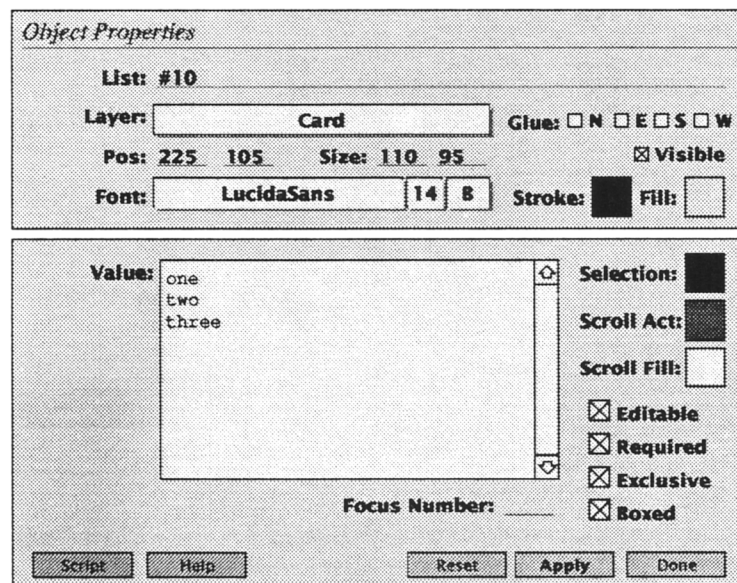 Object Properties
List: #10
Layer: Card Glue: N E S W
Pos: 225 105 Size: 110 95 Visible
Font: LucidaSans 14 B Stroke: Fill:
Value: one
two
three
Selection:
Scroll Act:
Scroll Fill:
Editable
Required
Exclusive
Boxed
Focus Number:
Script Help Reset Apply Done